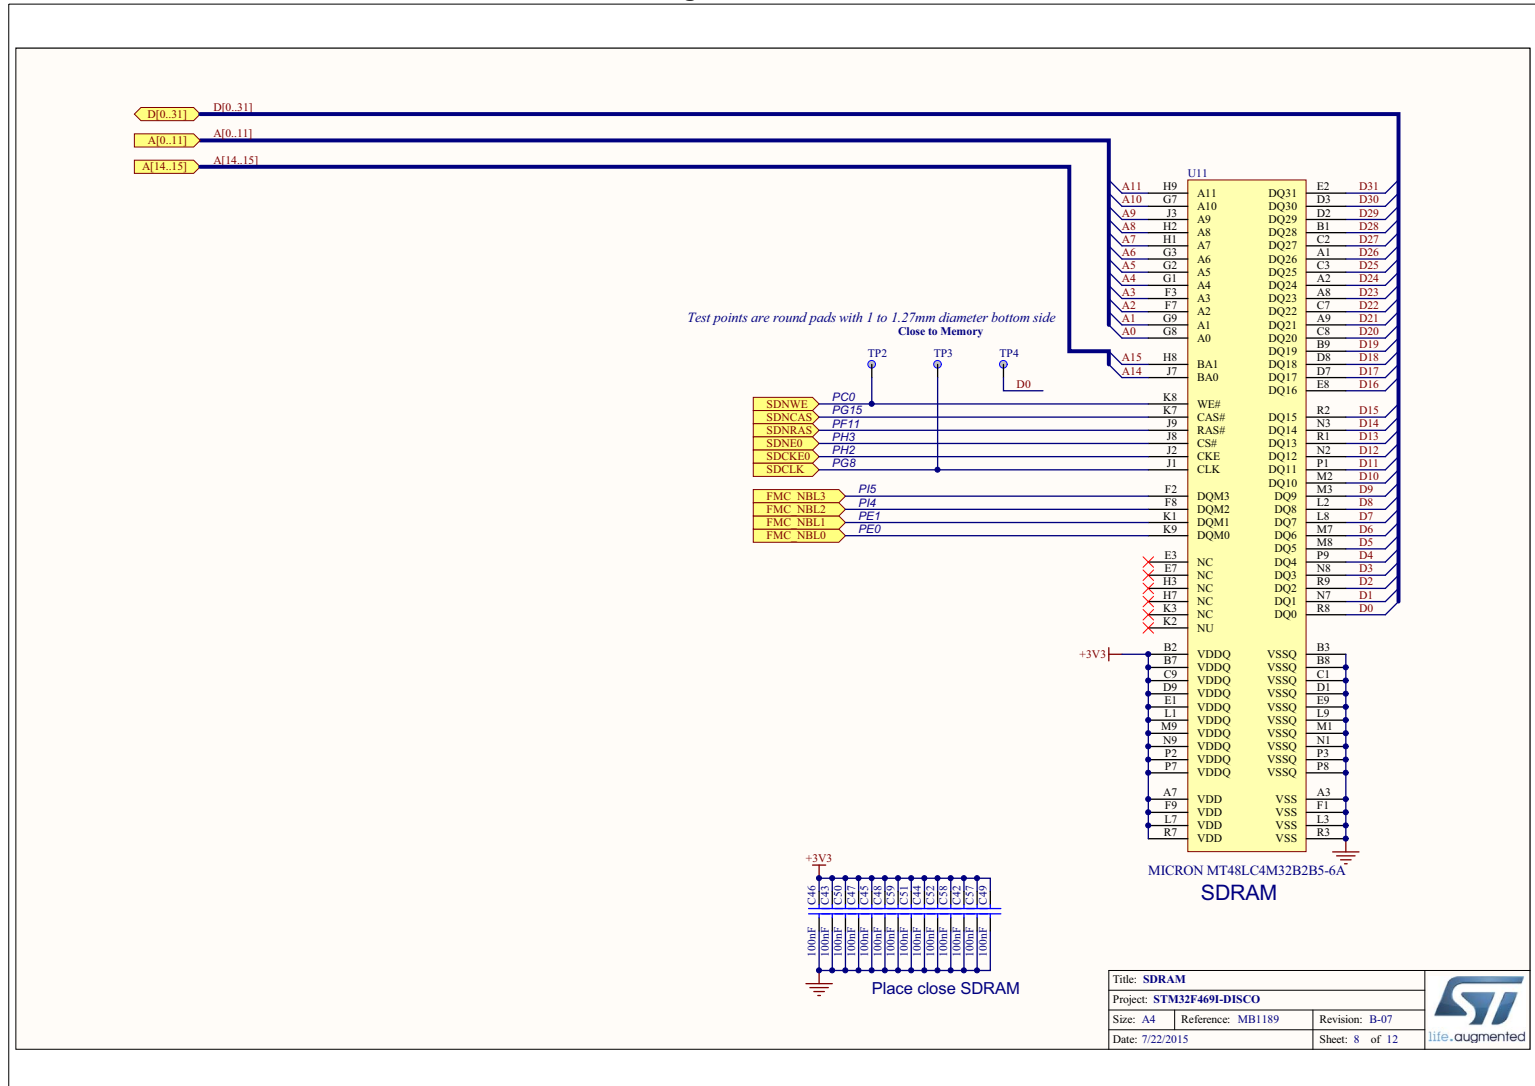 D[0..31] D[0..31]
A[0..11] A[0..11]
A[14..15] A[14..15]
U11
A11 H9 A11 DQ31 E2 D31
A10 G7 A10 DQ30 D3 D30
A9 J3 A9 DQ29 D2 D29
A8 H2 A8 DQ28 B1 D28
A7 H1 A7 DQ27 C2 D27
A6 G3 A6 DQ26 A1 D26
A5 G2 A5 DQ25 C3 D25
A4 G1 A4 DQ24 A2 D24
A3 F3 A3 DQ23 A8 D23
A2 F7 A2 DQ22 C7 D22
A1 G9 A1 DQ21 A9 D21
A0 G8 A0 DQ20 C8 D20
DQ19 B9 D19
A15 H8 BA1 DQ18 D8 D18
A14 J7 BA0 DQ17 D7 D17
DQ16 E8 D16
Test points are round pads with 1 to 1.27mm diameter bottom side
Close to Memory
TP2 TP3 TP4
D0
SDNWE PC0 K8 WE#
SDNCAS PG15 K7 CAS# DQ15 R2 D15
SDNRAS PF11 J9 RAS# DQ14 N3 D14
SDNE0 PH3 J8 CS# DQ13 R1 D13
SDCKE0 PH2 J2 CKE DQ12 N2 D12
SDCLK PG8 J1 CLK DQ11 P1 D11
DQ10 M2 D10
FMC_NBL3 PI5 F2 DQM3 DQ9 M3 D9
FMC_NBL2 PI4 F8 DQM2 DQ8 L2 D8
FMC_NBL1 PE1 K1 DQM1 DQ7 L8 D7
FMC_NBL0 PE0 K9 DQM0 DQ6 M7 D6
DQ5 M8 D5
E3 NC DQ4 P9 D4
E7 NC DQ3 N8 D3
H3 NC DQ2 R9 D2
H7 NC DQ1 N7 D1
K3 NC DQ0 R8 D0
K2 NU
+3V3 B2 VDDQ VSSQ B3
B7 VDDQ VSSQ B8
C9 VDDQ VSSQ C1
D9 VDDQ VSSQ D1
E1 VDDQ VSSQ E9
L1 VDDQ VSSQ L9
M9 VDDQ VSSQ M1
N9 VDDQ VSSQ N1
P2 VDDQ VSSQ P3
P7 VDDQ VSSQ P8
A7 VDD VSS A3
F9 VDD VSS F1
L7 VDD VSS L3
R7 VDD VSS R3
MICRON MT48LC4M32B2B5-6A
SDRAM
+3V3
C46 C43 C50 C47 C45 C48 C59 C51 C44 C52 C58 C42 C57 C49
100nF 100nF 100nF 100nF 100nF 100nF 100nF 100nF 100nF 100nF 100nF 100nF 100nF 100nF
Place close SDRAM
Title: SDRAM
Project: STM32F469I-DISCO
Size: A4 Reference: MB1189 Revision: B-07
Date: 7/22/2015 Sheet: 8 of 12
ST
life.augmented